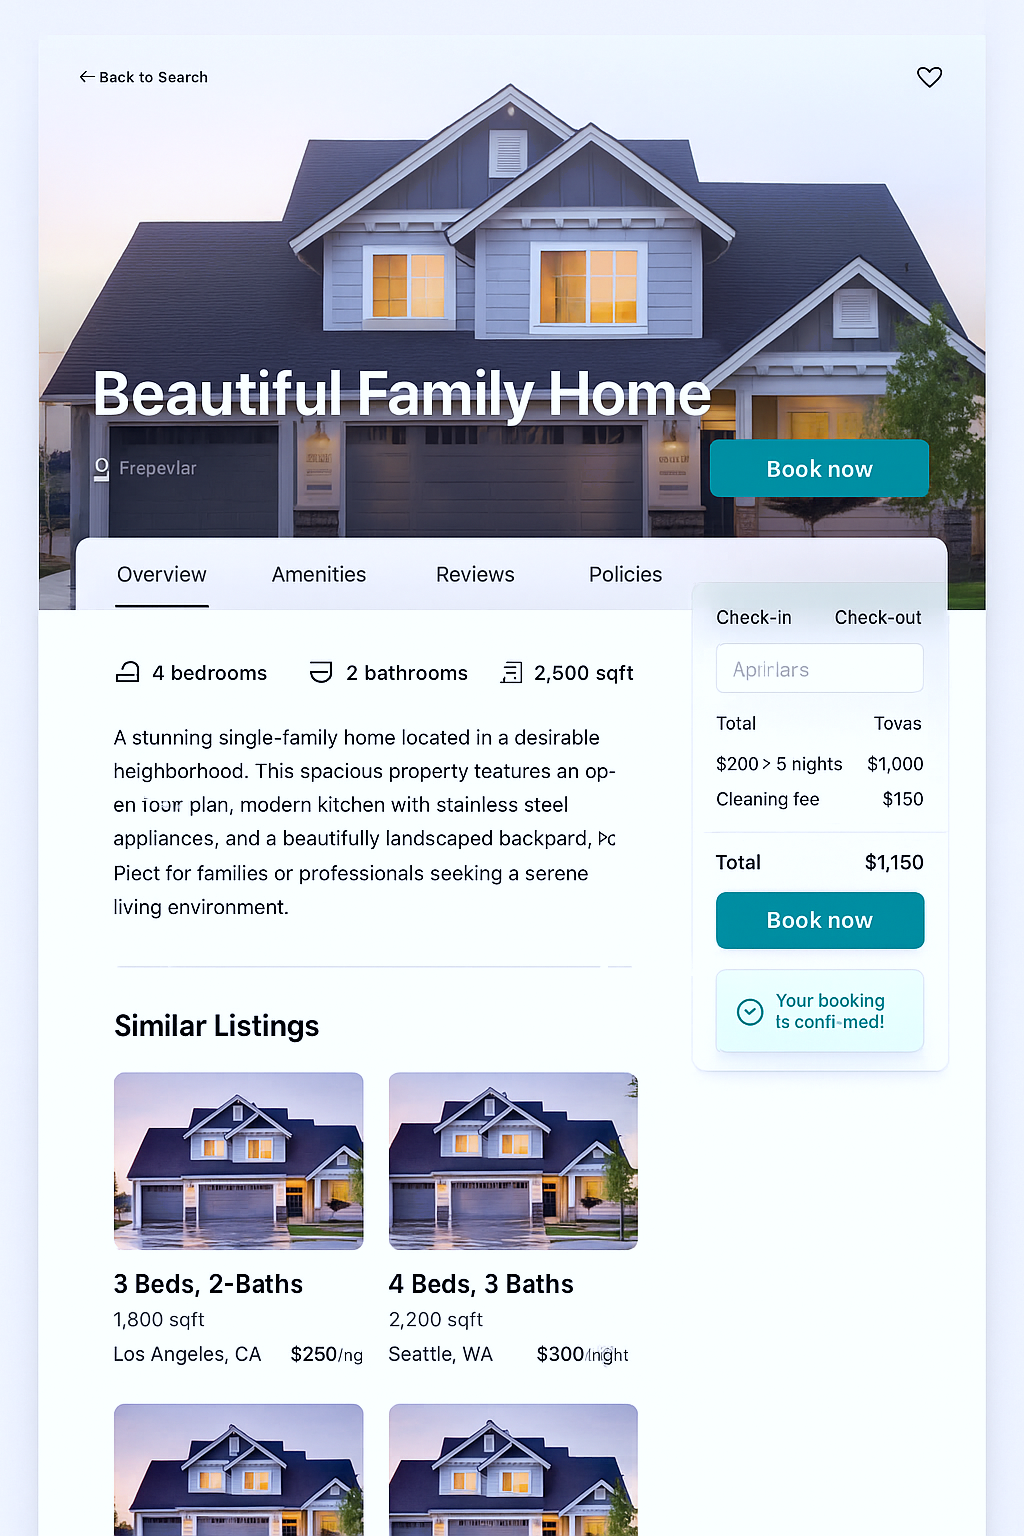 ← Back to Search
Beautiful Family Home
Frepevlar
Book now
Overview Amenities Reviews Policies
4 bedrooms 2 bathrooms 2,500 sqft
A stunning single-family home located in a desirable
heighborhood. This spacious property teatures an op-
en foor plan, modern kitchen with stainless steel
appliances, and a beautifully landscaped backpard,
Piect for families or professionals seeking a serene
living environment.
Check-in Check-out
Aprirlars
Total Tovas
$200 > 5 nights $1,000
Cleaning fee $150
Total $1,150
Book now
Your booking
ts confi-med!
Similar Listings
3 Beds, 2-Baths
1,800 sqft
Los Angeles, CA $250/ng
4 Beds, 3 Baths
2,200 sqft
Seattle, WA $300/night